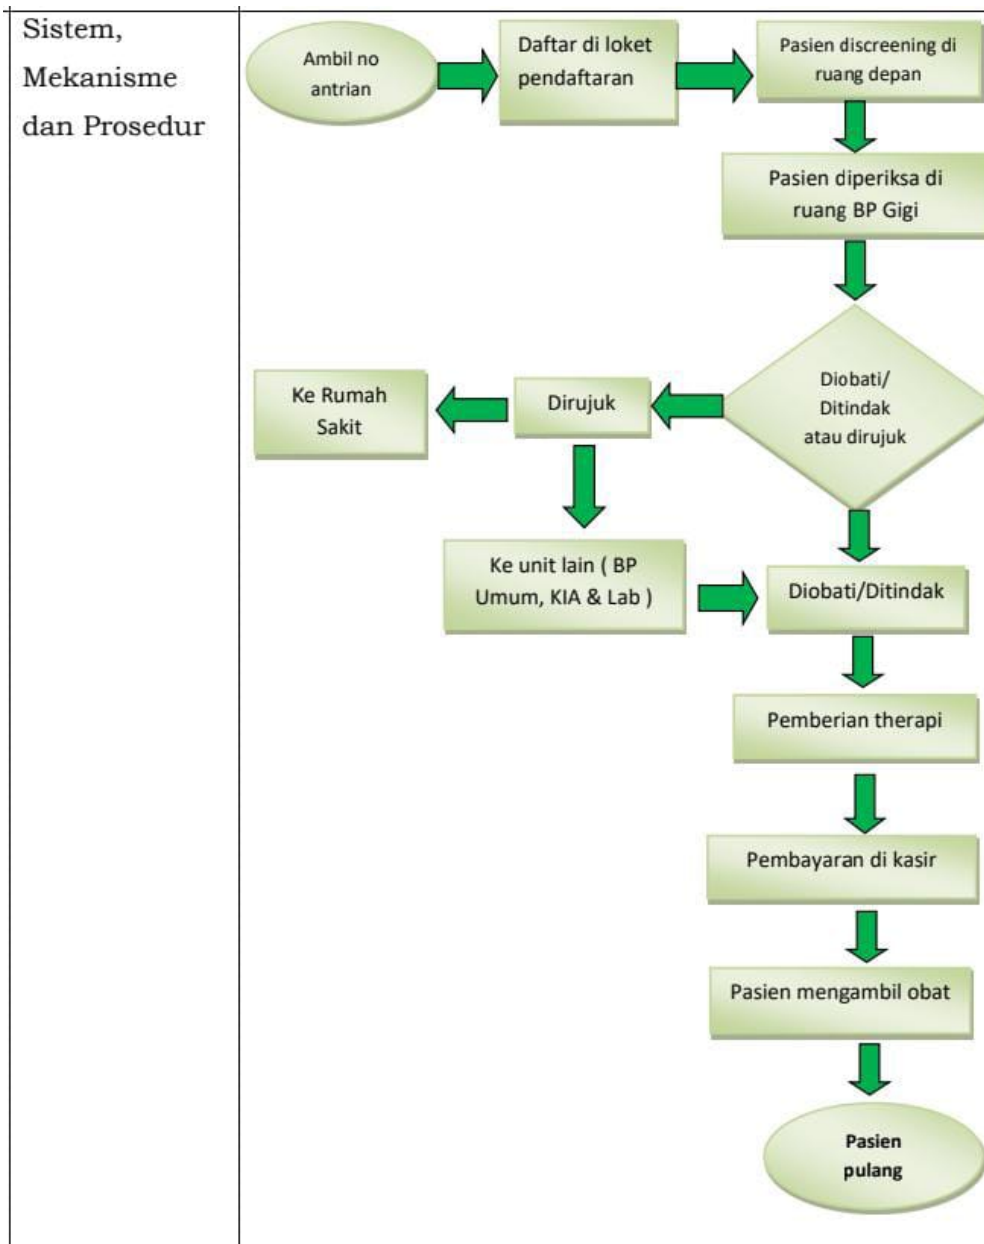 Sistem,
Mekanisme
dan Prosedur
Ambil no
antrian
Daftar di loket
pendaftaran
Pasien discreening di
ruang depan
Pasien diperiksa di
ruang BP Gigi
Diobati/
Ditindak
atau dirujuk
Dirujuk
Ke Rumah
Sakit
Ke unit lain ( BP
Umum, KIA & Lab )
Diobati/Ditindak
Pemberian therapi
Pembayaran di kasir
Pasien mengambil obat
Pasien
pulang